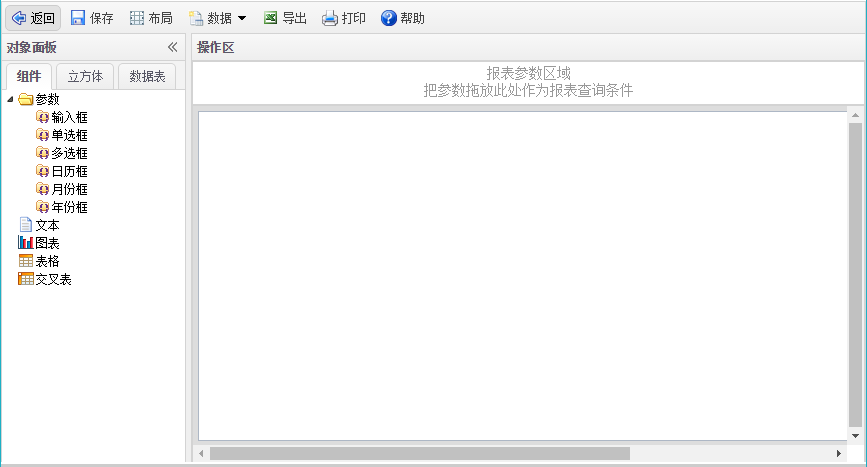 返回 保存 布局 数据 导出 打印 帮助
对象面板
操作区
组件 立方体 数据表
报表参数区域
把参数拖放此处作为报表查询条件
参数
输入框
单选框
多选框
日历框
月份框
年份框
文本
图表
表格
交叉表